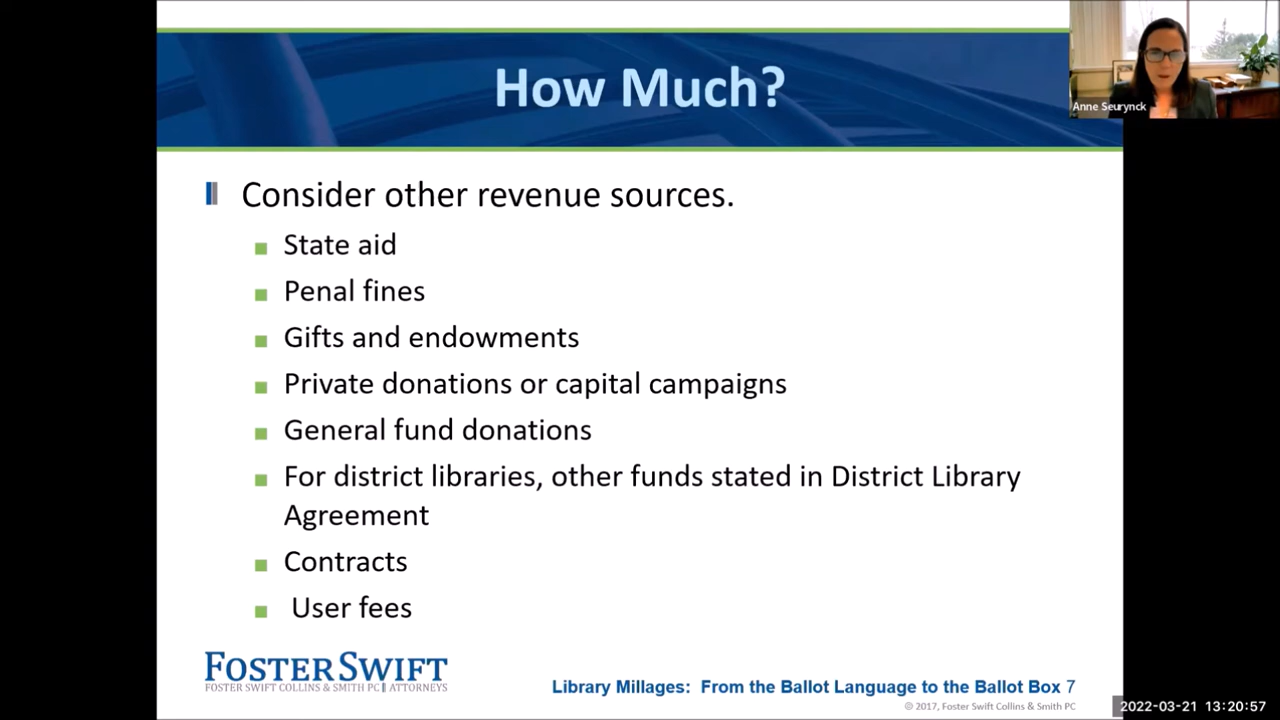 How Much?
Anne Seurynck
Consider other revenue sources.
State aid
Penal fines
Gifts and endowments
Private donations or capital campaigns
General fund donations
For district libraries, other funds stated in District Library
Agreement
Contracts
User fees
FOSTER SWIFT
FOSTER SWIFT COLLINS & SMITH PC || ATTORNEYS
Library Millages: From the Ballot Language to the Ballot Box 7
© 2017, Foster Swift Collins & Smith PC
2022-03-21 13:20:57